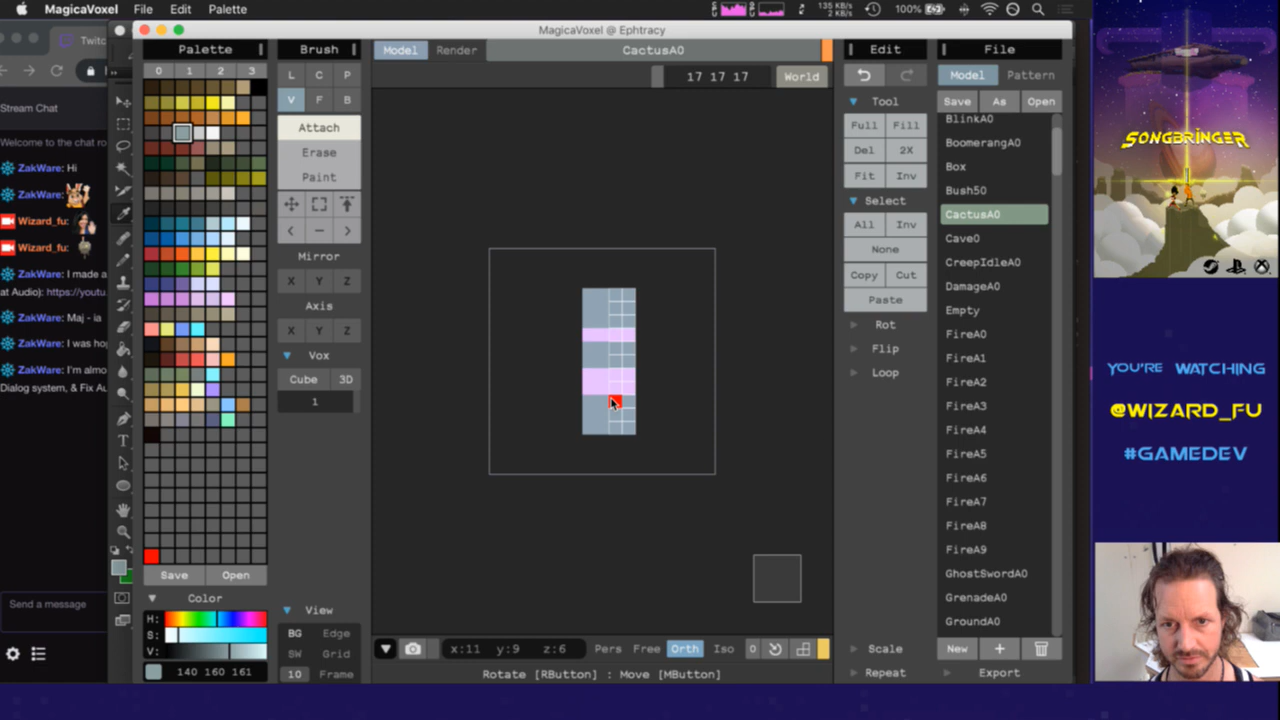 MagicaVoxel File Edit Palette
135 KB/s
2 KB/s
100%
MagicaVoxel @ Ephtracy
Twitc
Stream Chat
Welcome to the chat ro
ZakWare: Hi
ZakWare:
Wizard_fu:
Wizard_fu:
ZakWare: I made a
at Audio): https://youtu.
ZakWare: Maj - ia
ZakWare: I was ho
ZakWare: I'm almo
Dialog system, & Fix Au
Send a message
Palette
0 1 2 3
Save Open
Color
H:
S:
V:
140 160 161
Brush
L C P
V F B
Attach
Erase
Paint
Mirror
X Y Z
Axis
X Y Z
Vox
Cube 3D
1
View
BG Edge
SW Grid
10 Frame
Model Render CactusA0
17 17 17 World
x:11 y:9 z:6 Pers Free Orth Iso 0
Rotate [RButton] : Move [MButton]
Edit
Tool
Full Fill
Del 2X
Fit Inv
Select
All Inv
None
Copy Cut
Paste
Rot
Flip
Loop
Scale
Repeat
File
Model Pattern
Save As Open
BlinkA0
BoomerangA0
Box
Bush50
CactusA0
Cave0
CreepIdleA0
DamageA0
Empty
FireA0
FireA1
FireA2
FireA3
FireA4
FireA5
FireA6
FireA7
FireA8
FireA9
GhostSwordA0
GrenadeA0
GroundA0
New +
Export
SONGBRINGER
YOU'RE WATCHING
@WIZARD_FU
#GAMEDEV